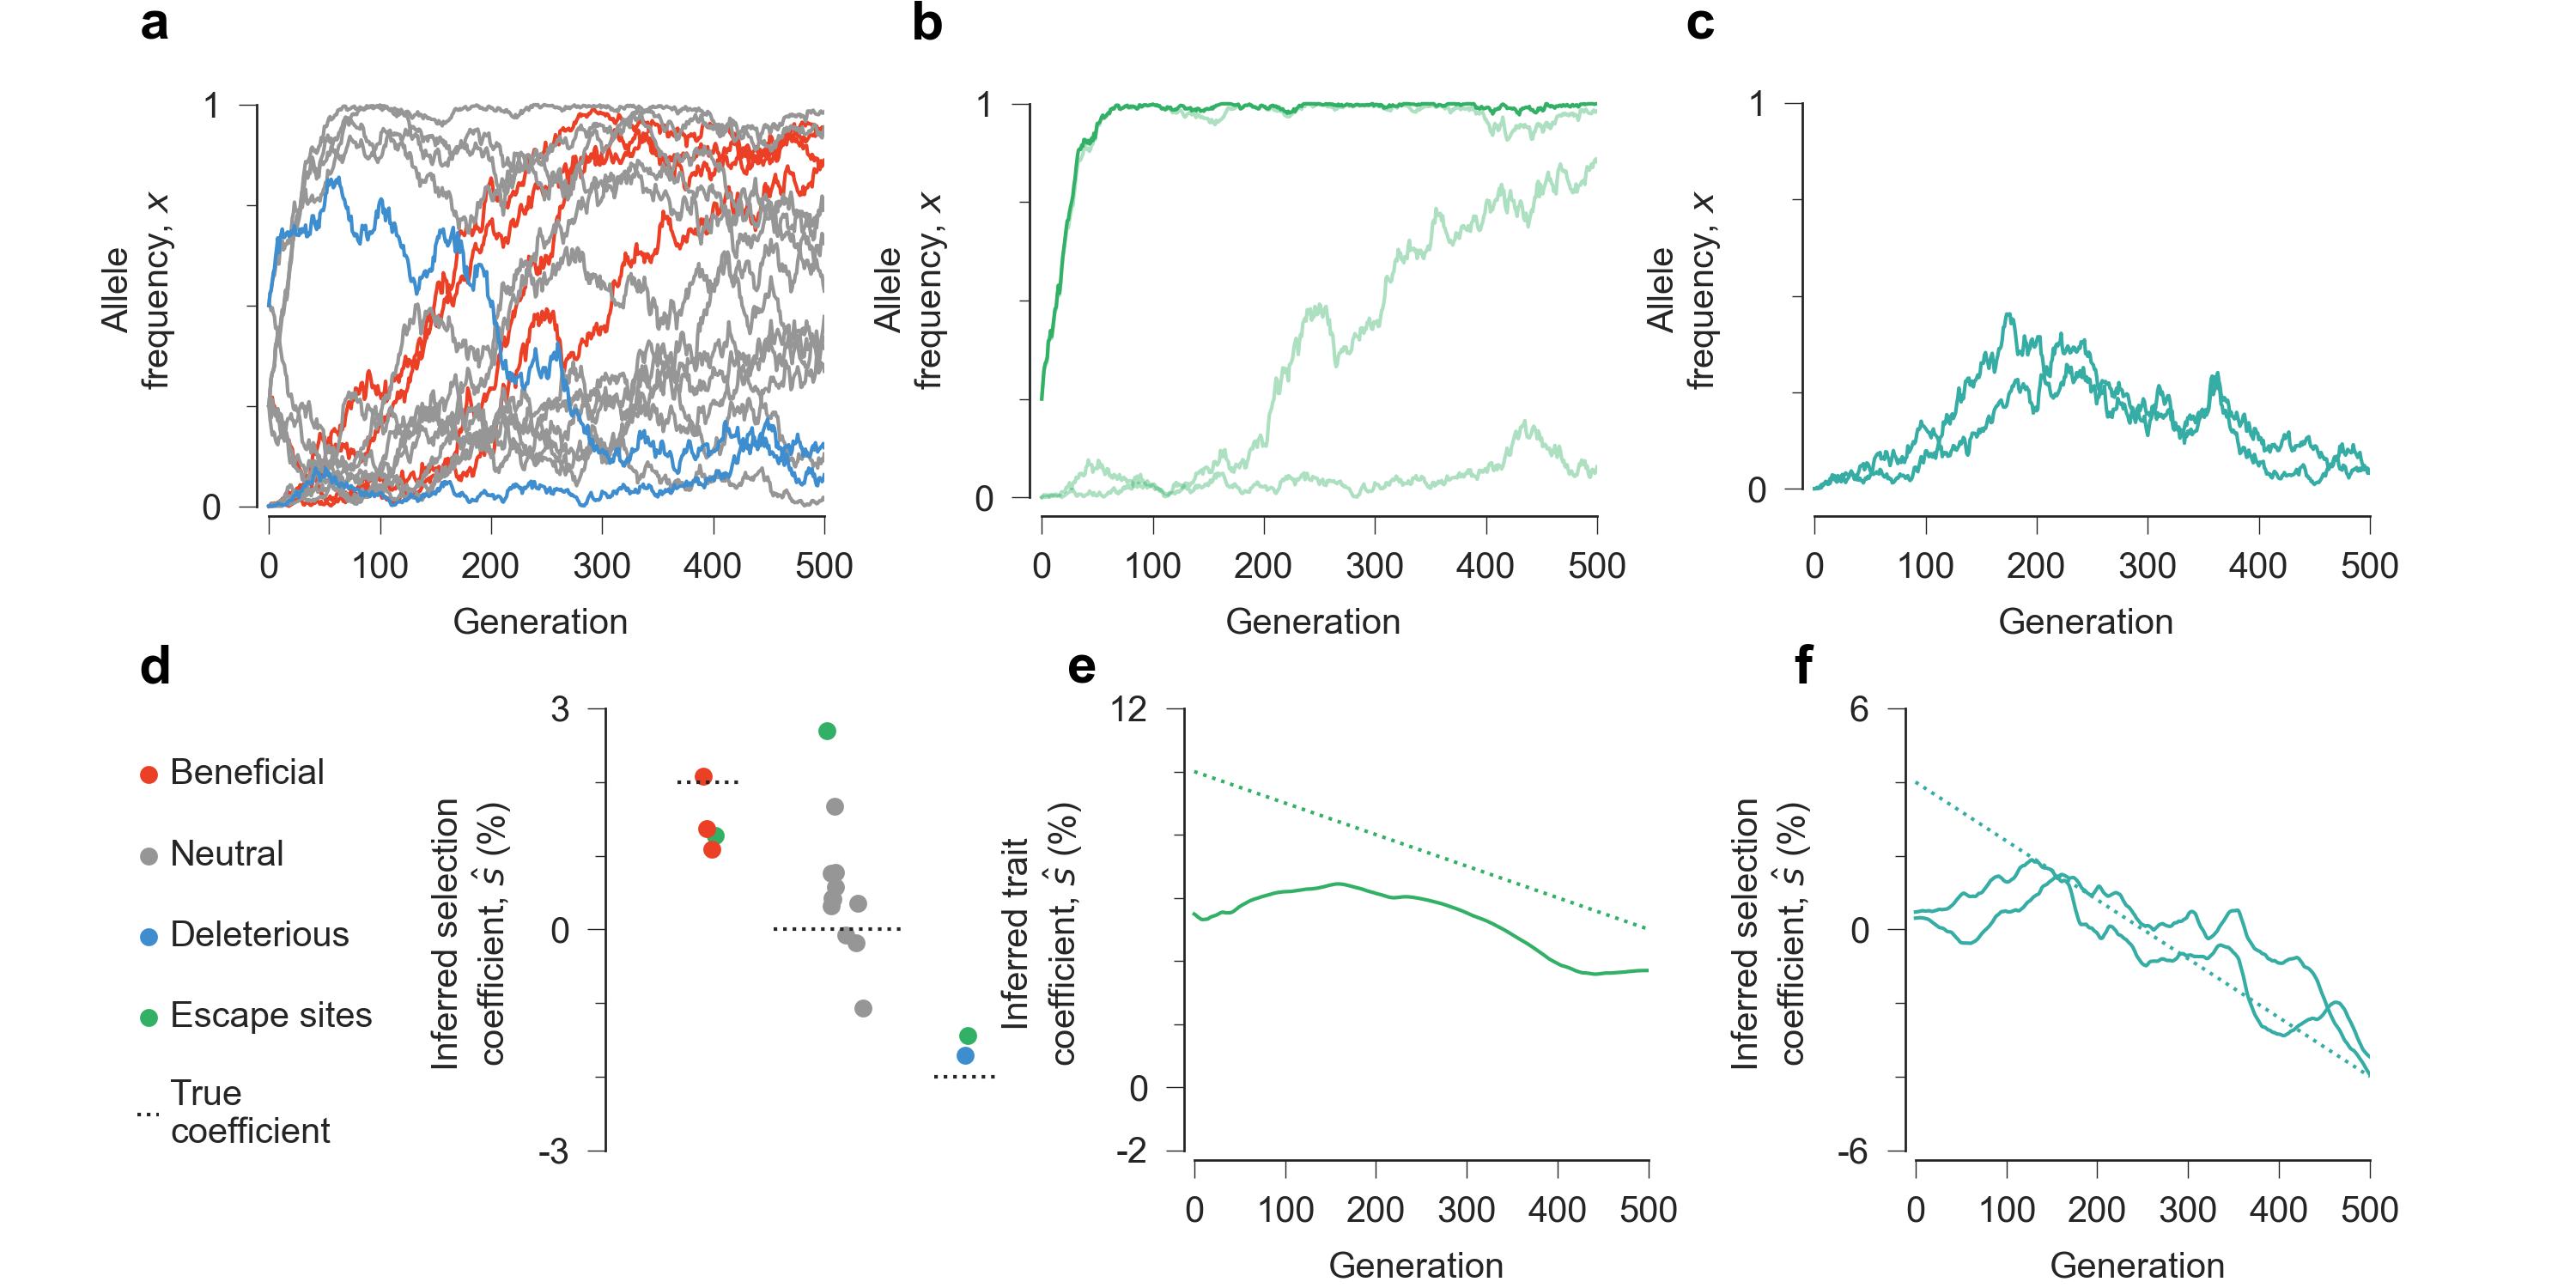 a
1
0
Allele
frequency, x
0 100 200 300 400 500
Generation
b
1
0
Allele
frequency, x
0 100 200 300 400 500
Generation
c
1
0
Allele
frequency, x
0 100 200 300 400 500
Generation
d
Beneficial
Neutral
Deleterious
Escape sites
True
coefficient
3
0
-3
Inferred selection
coefficient, ŝ (%)
e
12
0
-2
Inferred trait
coefficient, ŝ (%)
0 100 200 300 400 500
Generation
f
6
0
-6
Inferred selection
coefficient, ŝ (%)
0 100 200 300 400 500
Generation